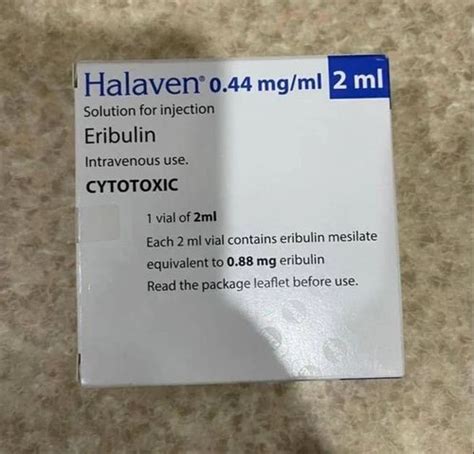 Halaven® 0.44 mg/ml 2 ml
Solution for injection
Eribulin
Intravenous use.
CYTOTOXIC
1 vial of 2ml
Each 2 ml vial contains eribulin mesilate
equivalent to 0.88 mg eribulin
Read the package leaflet before use.